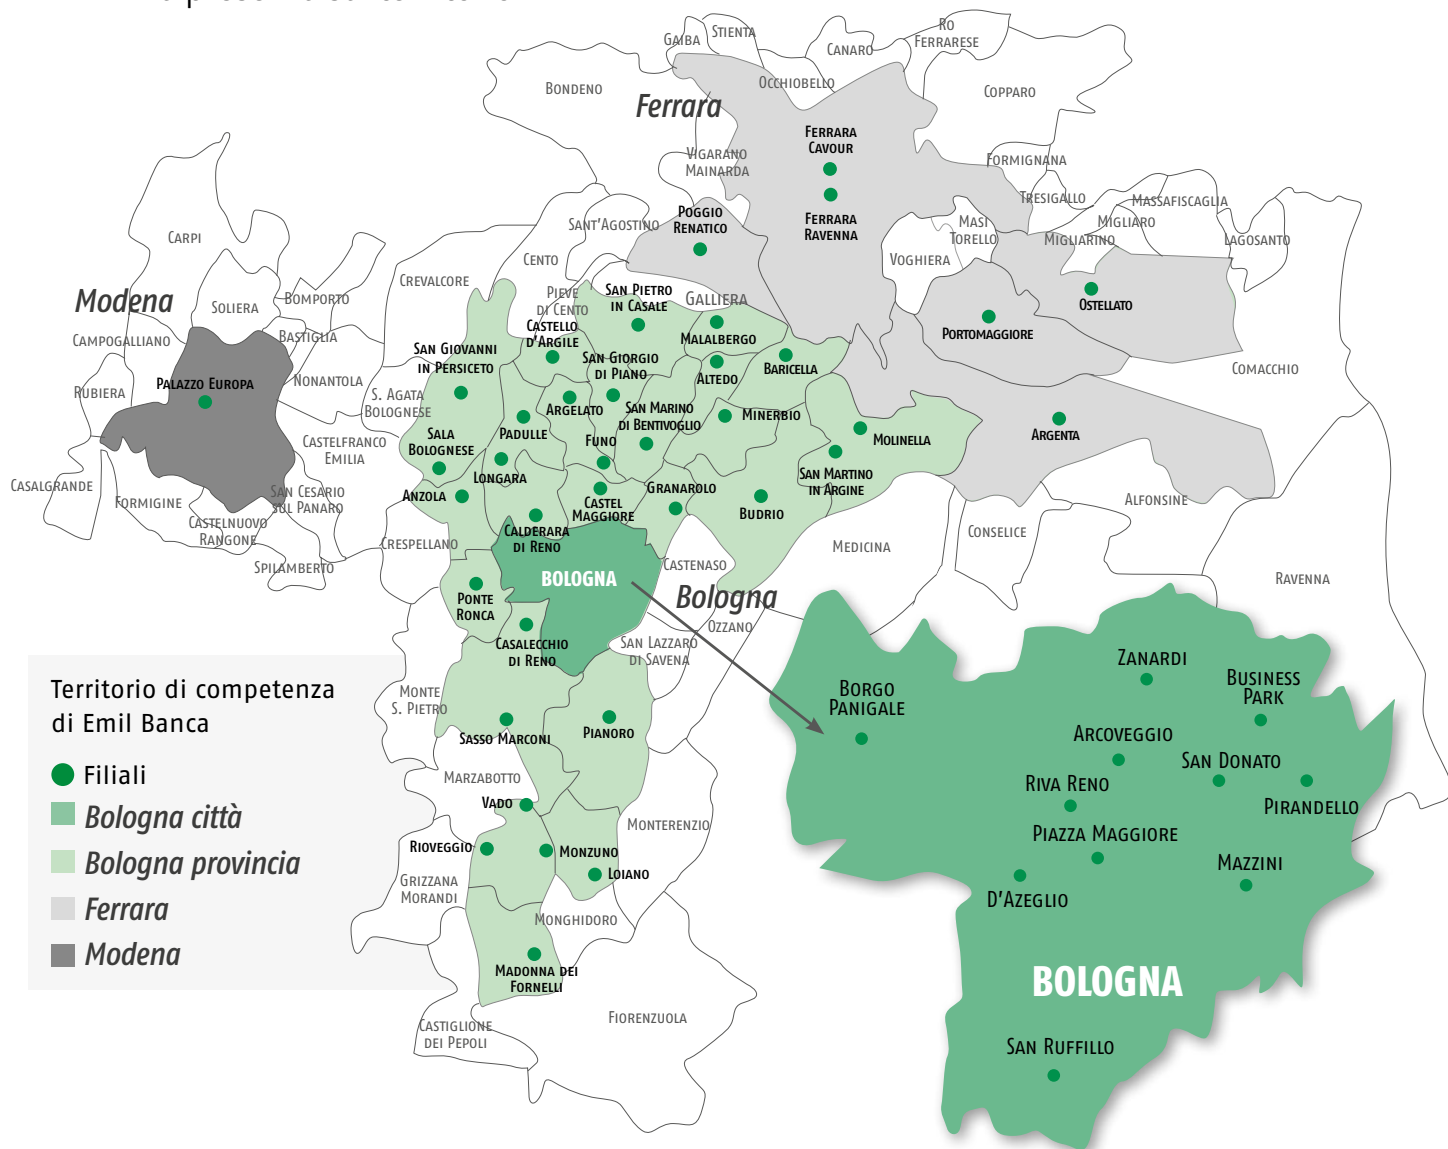 Stienta
Gaiba
Ro
Ferrarese
Canaro
Occhiobello
Bondeno
Copparo
Ferrara
Ferrara
Cavour
Vigarano
Mainarda
Formignana
Tresigallo
Massafiscaglia
Poggio
Renatico
Ferrara
Ravenna
Masi
Torello
Migliaro
Migliarino
Lagosanto
Sant'Agostino
Carpi
Cento
Voghiera
Crevalcore
Modena
Soliera
Bomporto
Pieve
di Cento
San Pietro
in Casale
Galliera
Ostellato
Campogalliano
Bastiglia
Castello
d'Argile
Malalbergo
Portomaggiore
San Giovanni
in Persiceto
San Giorgio
di Piano
Baricella
Comacchio
Rubiera
Palazzo Europa
Nonantola
S. Agata
Bolognese
Altedo
Argelato
San Marino
di Bentivoglio
Minerbio
Padulle
Sala
Bolognese
Funo
Molinella
Argenta
Castelfranco
Emilia
Longara
San Martino
in Argine
Casalgrande
Formigine
San Cesario
sul Panaro
Anzola
Castel
Maggiore
Granarolo
Budrio
Alfonsine
Castelnuovo
Rangone
Calderara
di Reno
Crespellano
Medicina
Conselice
Spilamberto
Castenaso
BOLOGNA
Ravenna
Ponte
Ronca
Bologna
Ozzano
Casalecchio
di Reno
San Lazzaro
di Savena
Monte
S. Pietro
Sasso Marconi
Pianoro
Marzabotto
Vado
Monterenzio
Rioveggio
Monzuno
Loiano
Grizzana
Morandi
Monghidoro
Madonna dei
Fornelli
Castiglione
dei Pepoli
Fiorenzuola
Territorio di competenza
di Emil Banca
Filiali
Bologna città
Bologna provincia
Ferrara
Modena
Zanardi
Borgo
Panigale
Business
Park
Arcoveggio
San Donato
Riva Reno
Pirandello
Piazza Maggiore
Mazzini
D'Azeglio
BOLOGNA
San Ruffillo